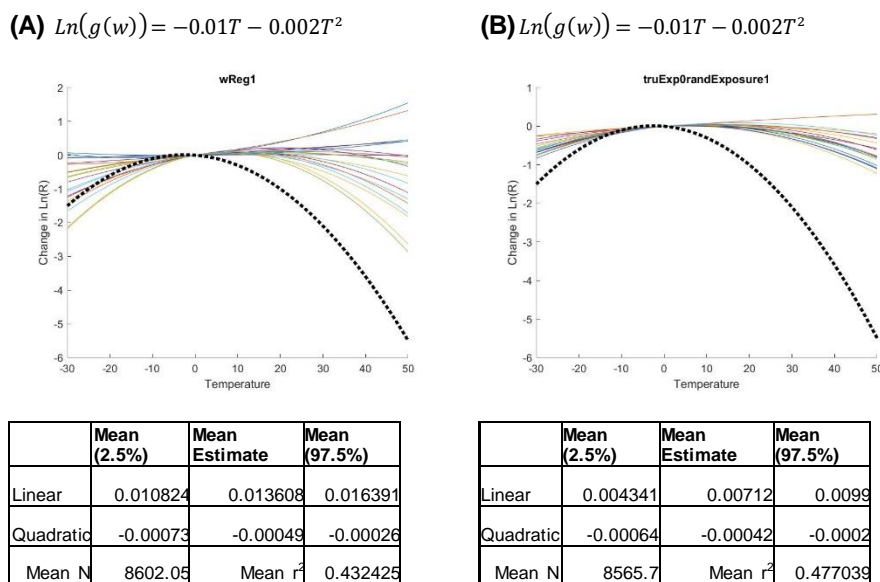 (A) Ln(g(w)) = −0.01T − 0.002T²
wReg1
Change in Ln(R)
2
1
0
-1
-2
-3
-4
-5
-6
-30 -20 -10 0 10 20 30 40 50
Temperature
Mean (2.5%) Mean Estimate Mean (97.5%)
Linear 0.010824 0.013608 0.016391
Quadratic -0.00073 -0.00049 -0.00026
Mean N 8602.05 Mean r² 0.432425
(B) Ln(g(w)) = −0.01T − 0.002T²
truExp0randExposure1
Change in Ln(R)
1
0
-1
-2
-3
-4
-5
-6
-30 -20 -10 0 10 20 30 40 50
Temperature
Mean (2.5%) Mean Estimate Mean (97.5%)
Linear 0.004341 0.00712 0.0099
Quadratic -0.00064 -0.00042 -0.0002
Mean N 8565.7 Mean r² 0.477039